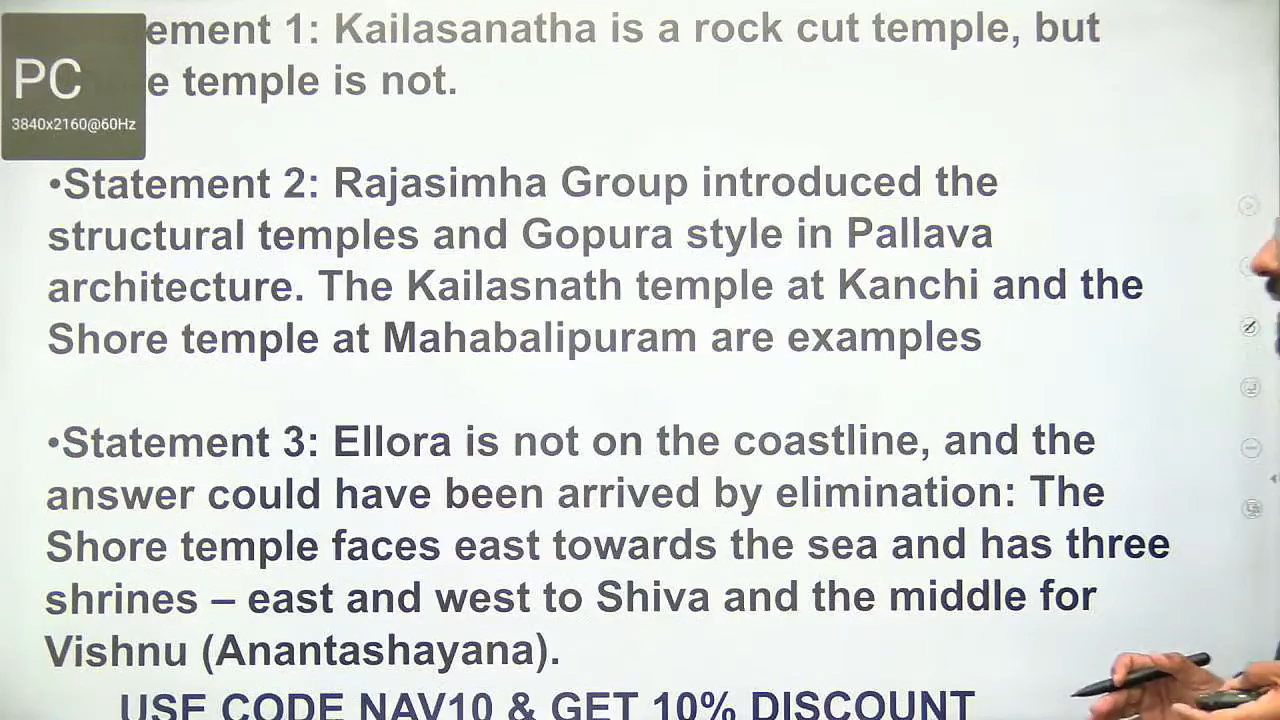 ement 1: Kailasanatha is a rock cut temple, but
PC
e temple is not.
3840x2160@60Hz
•Statement 2: Rajasimha Group introduced the
structural temples and Gopura style in Pallava
architecture. The Kailasnath temple at Kanchi and the
Shore temple at Mahabalipuram are examples
•Statement 3: Ellora is not on the coastline, and the
answer could have been arrived by elimination: The
Shore temple faces east towards the sea and has three
shrines – east and west to Shiva and the middle for
Vishnu (Anantashayana).
USE CODE NAV10 & GET 10% DISCOUNT